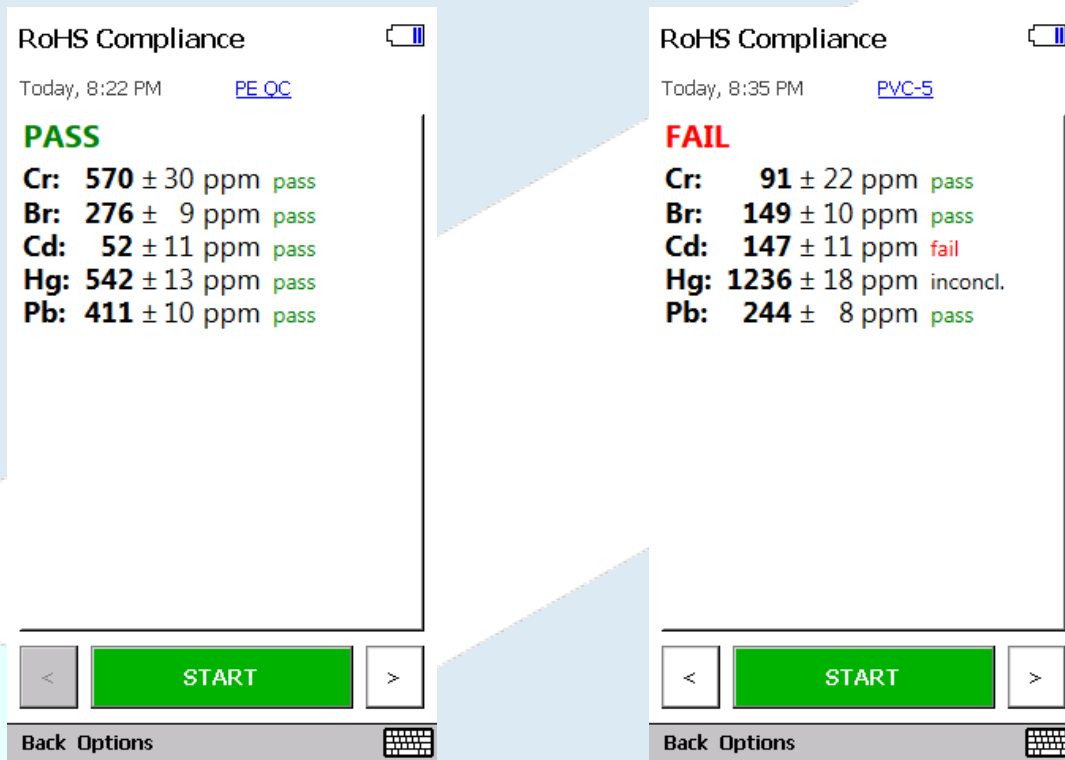 RoHS Compliance
Today, 8:22 PM PE QC
PASS
Cr: 570 ± 30 ppm pass
Br: 276 ± 9 ppm pass
Cd: 52 ± 11 ppm pass
Hg: 542 ± 13 ppm pass
Pb: 411 ± 10 ppm pass
< START >
Back Options
RoHS Compliance
Today, 8:35 PM PVC-5
FAIL
Cr: 91 ± 22 ppm pass
Br: 149 ± 10 ppm pass
Cd: 147 ± 11 ppm fail
Hg: 1236 ± 18 ppm inconcl.
Pb: 244 ± 8 ppm pass
< START >
Back Options